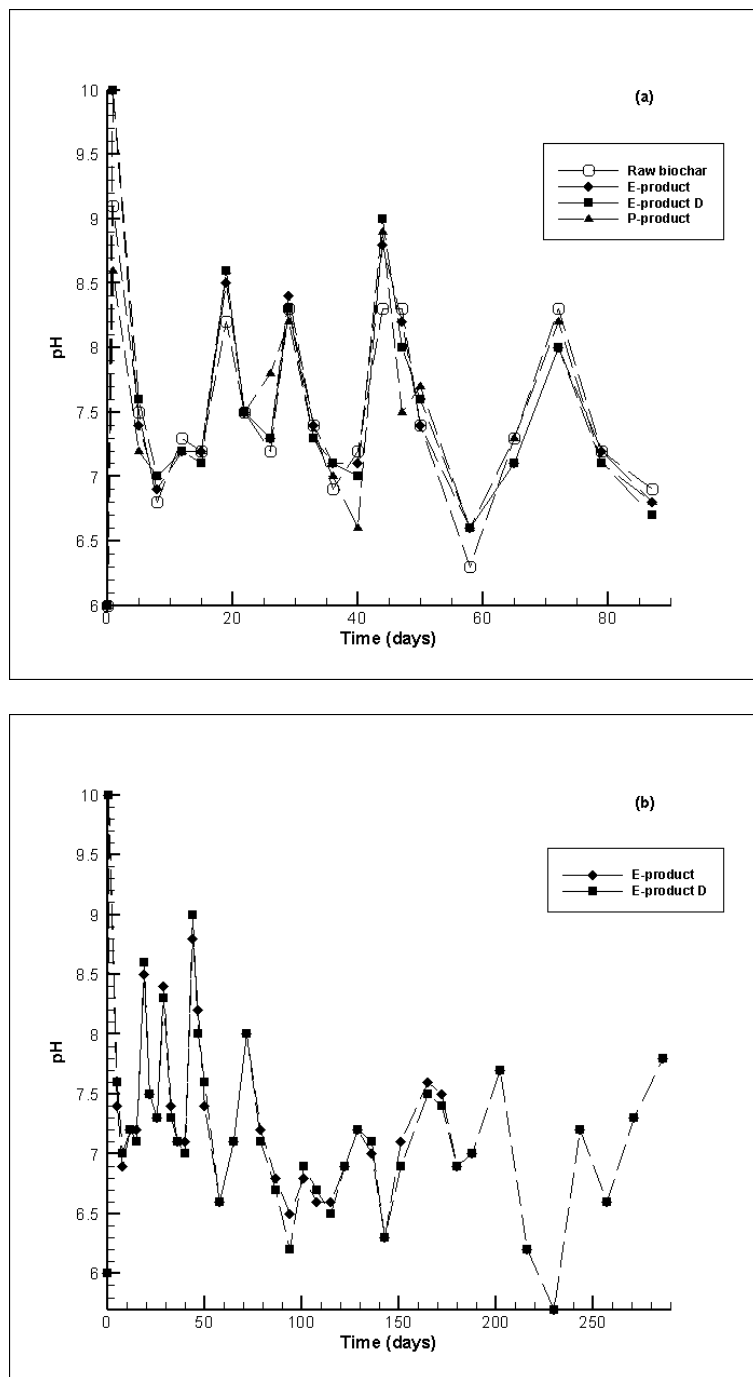 (a)
10
9.5
9
8.5
8
7.5
7
6.5
6
pH
Raw biochar
E-product
E-product D
P-product
0
20
40
60
80
Time (days)
(b)
10
9.5
9
8.5
8
7.5
7
6.5
6
pH
E-product
E-product D
0
50
100
150
200
250
Time (days)